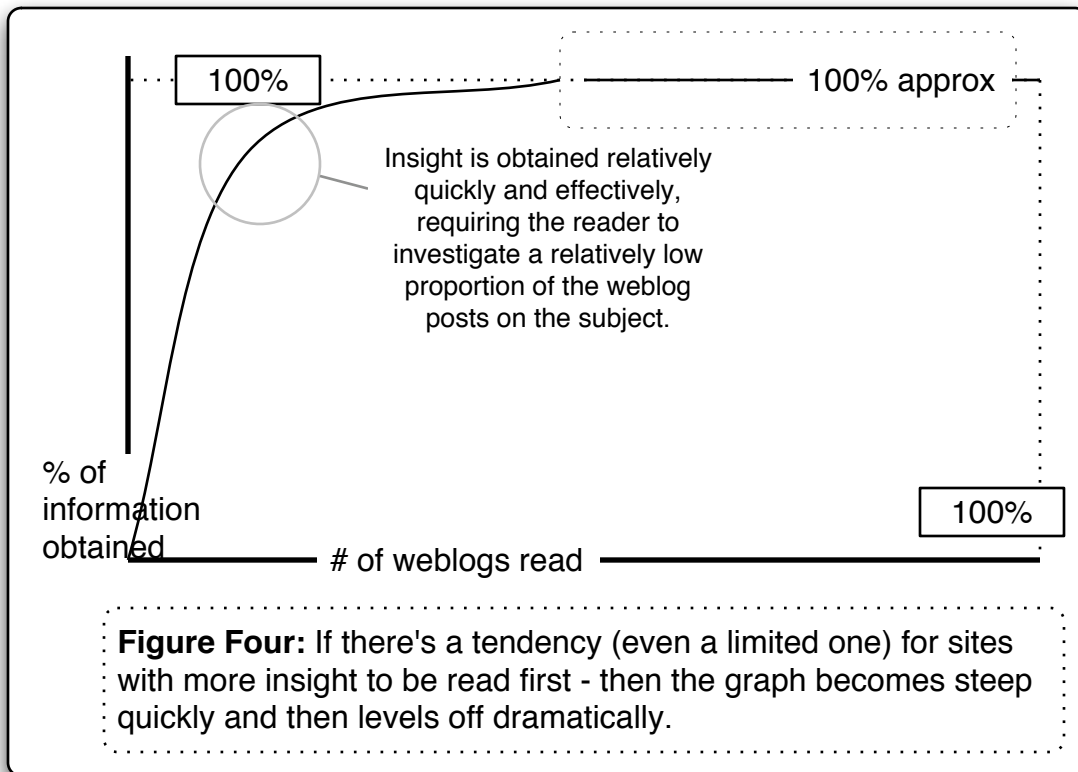 100%
100% approx
Insight is obtained relatively
quickly and effectively,
requiring the reader to
investigate a relatively low
proportion of the weblog
posts on the subject.
% of
information
obtained
100%
# of weblogs read
Figure Four: If there's a tendency (even a limited one) for sites
with more insight to be read first - then the graph becomes steep
quickly and then levels off dramatically.